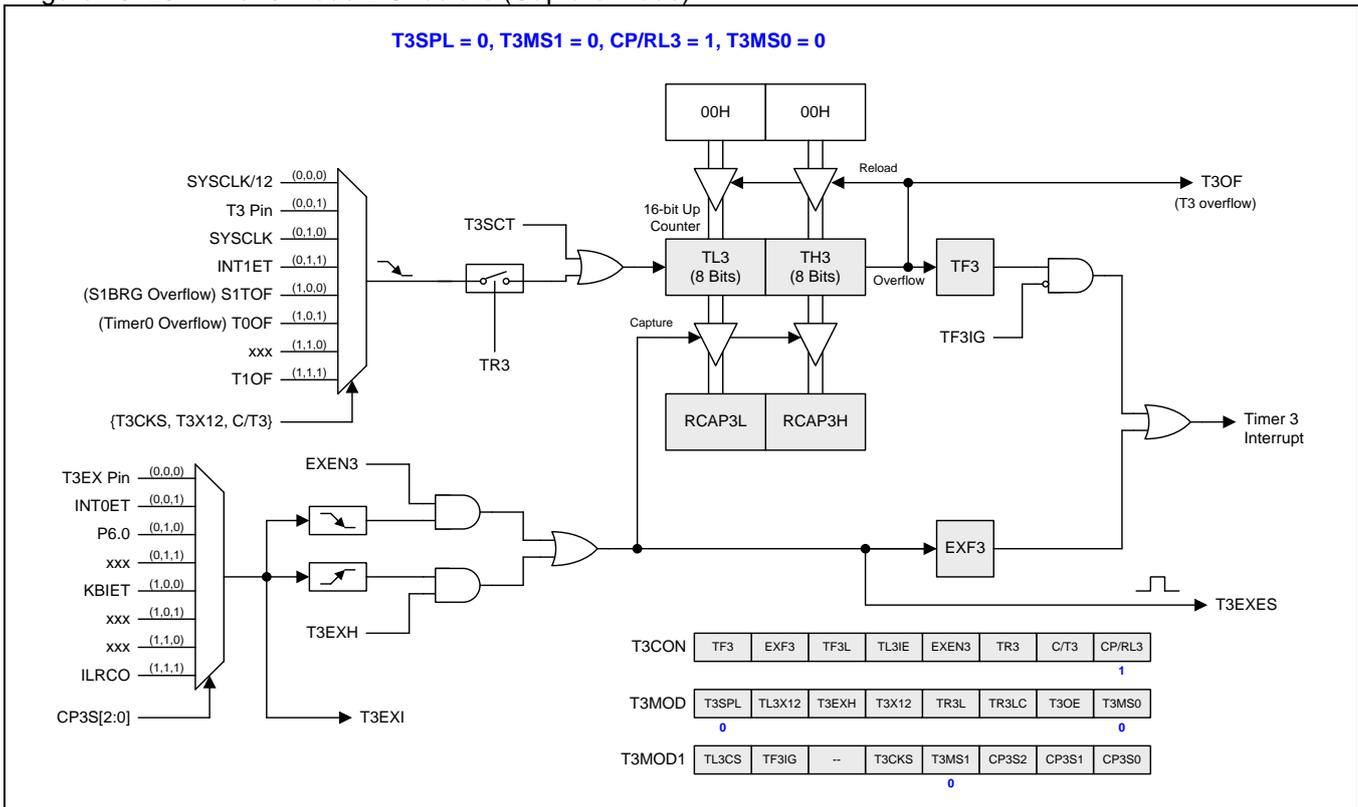 T3SPL = 0, T3MS1 = 0, CP/RL3 = 1, T3MS0 = 0
00H 00H
SYSCLK/12 (0,0,0)
T3 Pin (0,0,1)
SYSCLK (0,1,0)
INT1ET (0,1,1)
(S1BRG Overflow) S1TOF (1,0,0)
(Timer0 Overflow) T0OF (1,0,1)
xxx (1,1,0)
T1OF (1,1,1)
{T3CKS, T3X12, C/T3}
T3SCT
TR3
16-bit Up
Counter
TL3
(8 Bits)
TH3
(8 Bits)
Reload
T3OF
(T3 overflow)
Overflow
TF3
TF3IG
Capture
RCAP3L RCAP3H
Timer 3
Interrupt
T3EX Pin (0,0,0)
INT0ET (0,0,1)
P6.0 (0,1,0)
xxx (0,1,1)
KBIET (1,0,0)
xxx (1,0,1)
xxx (1,1,0)
ILRCO (1,1,1)
CP3S[2:0]
EXEN3
T3EXH
T3EXI
EXF3
T3EXES
T3CON TF3 EXF3 TF3L TL3IE EXEN3 TR3 C/T3 CP/RL3
1
T3MOD T3SPL TL3X12 T3EXH T3X12 TR3L TR3LC T3OE T3MS0
0 0
T3MOD1 TL3CS TF3IG -- T3CKS T3MS1 CP3S2 CP3S1 CP3S0
0